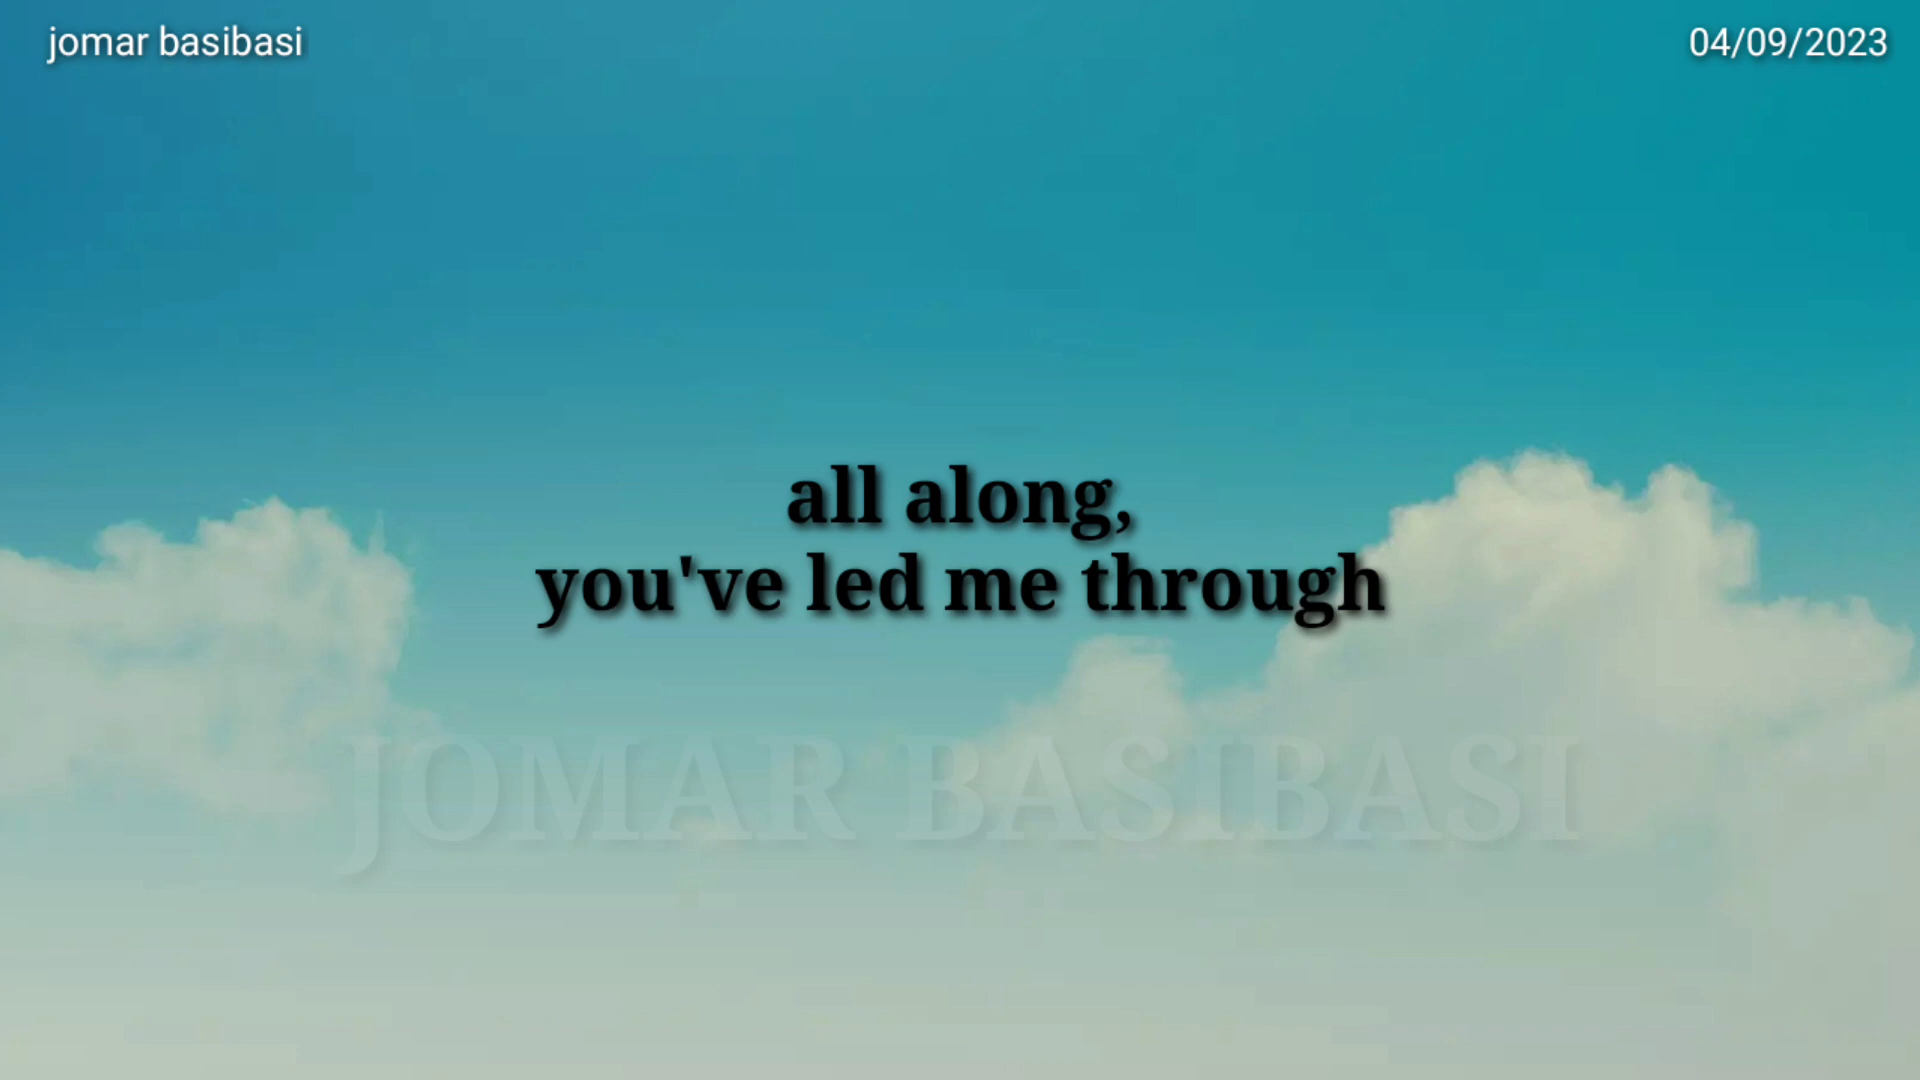 jomar basibasi
04/09/2023
all along,
you've led me through
JOMAR BASIBASI